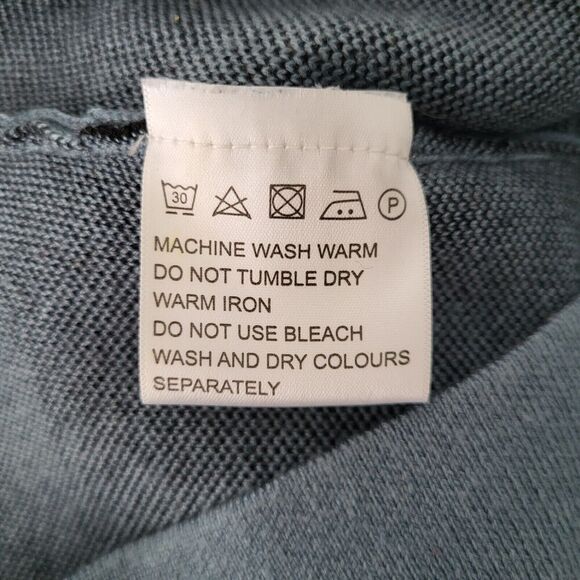 30 P
MACHINE WASH WARM
DO NOT TUMBLE DRY
WARM IRON
DO NOT USE BLEACH
WASH AND DRY COLOURS
SEPARATELY